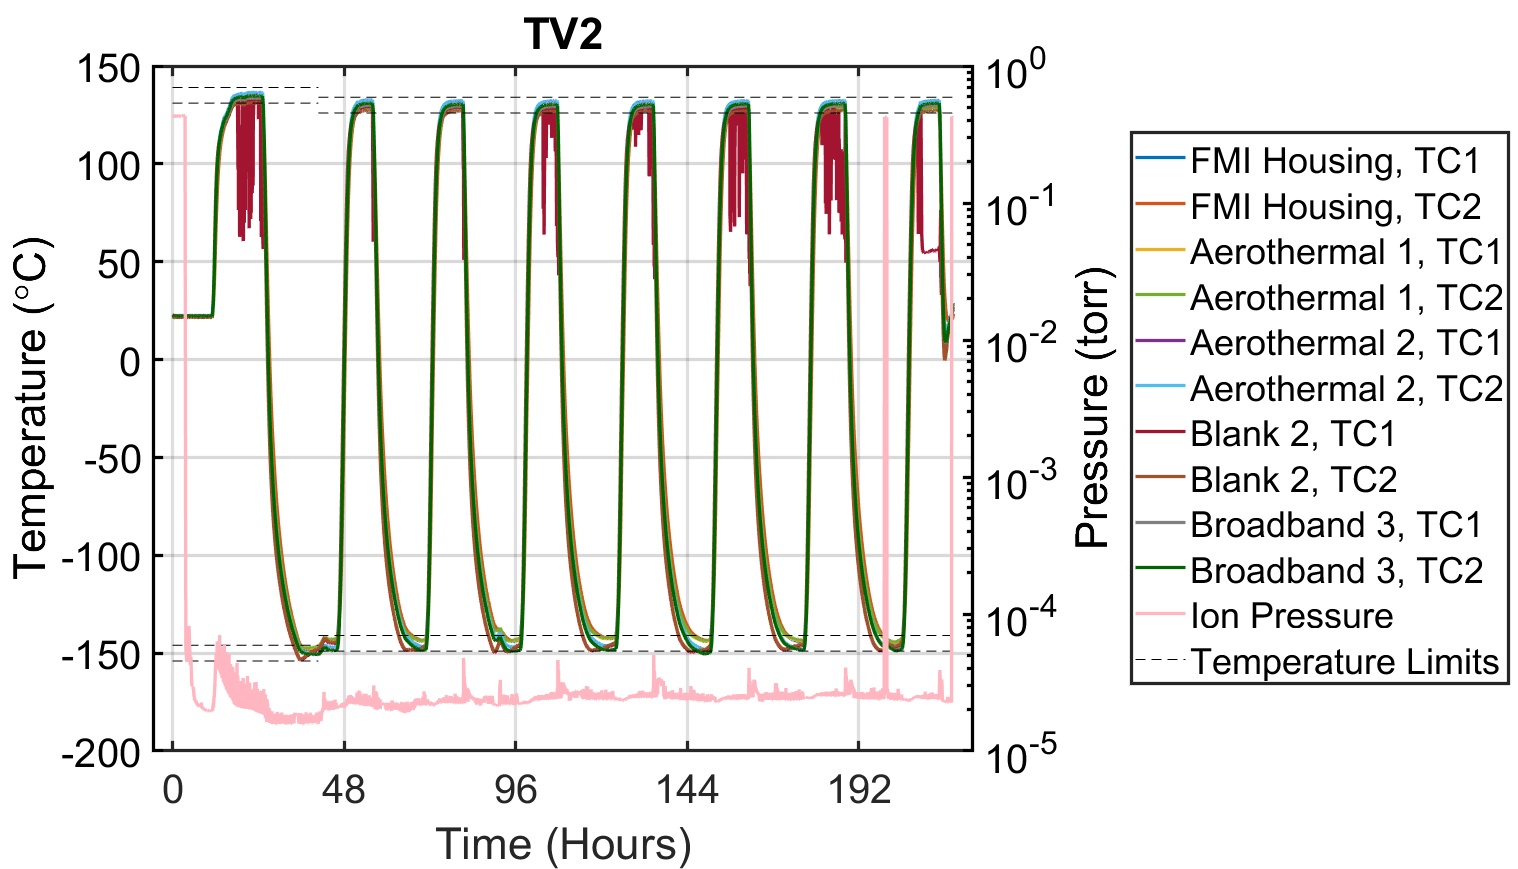 TV2
150
100
50
0
-50
-100
-150
-200
Temperature (°C)
0
48
96
144
192
Time (Hours)
10^0
10^-1
10^-2
10^-3
10^-4
10^-5
Pressure (torr)
FMI Housing, TC1
FMI Housing, TC2
Aerothermal 1, TC1
Aerothermal 1, TC2
Aerothermal 2, TC1
Aerothermal 2, TC2
Blank 2, TC1
Blank 2, TC2
Broadband 3, TC1
Broadband 3, TC2
Ion Pressure
Temperature Limits